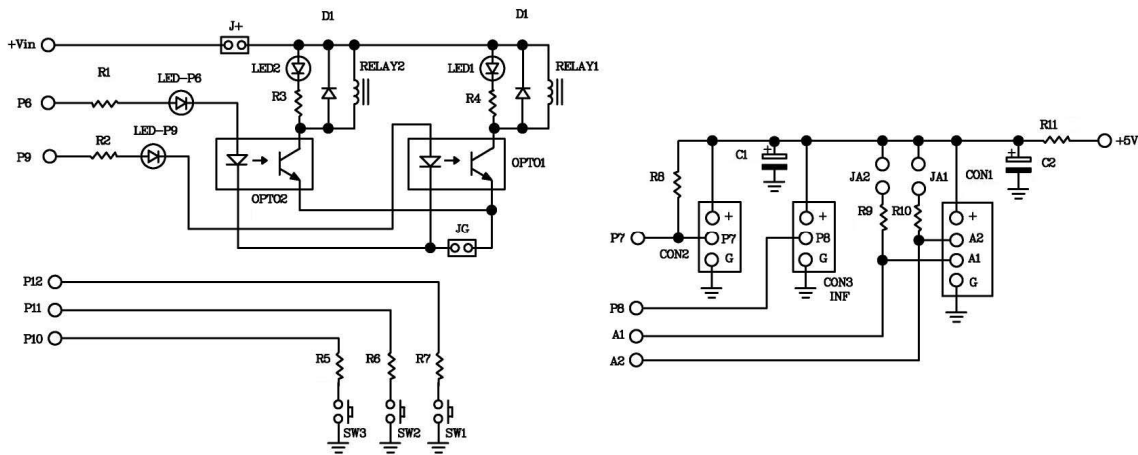 D1
D1
J+
+Vin
LED2
RELAY2
LED1
RELAY1
R1
LED-P6
P6
R3
R4
R2
LED-P9
P9
OPTO1
OPTO2
JG
P12
P11
P10
R5
R6
R7
SW3
SW2
SW1
R11
+5V
C1
+
+
C2
R8
JA2
JA1
CON1
R9
R10
+
+
+
P7
P7
P8
A2
CON2
G
G
A1
CON3
INF
G
P8
A1
A2